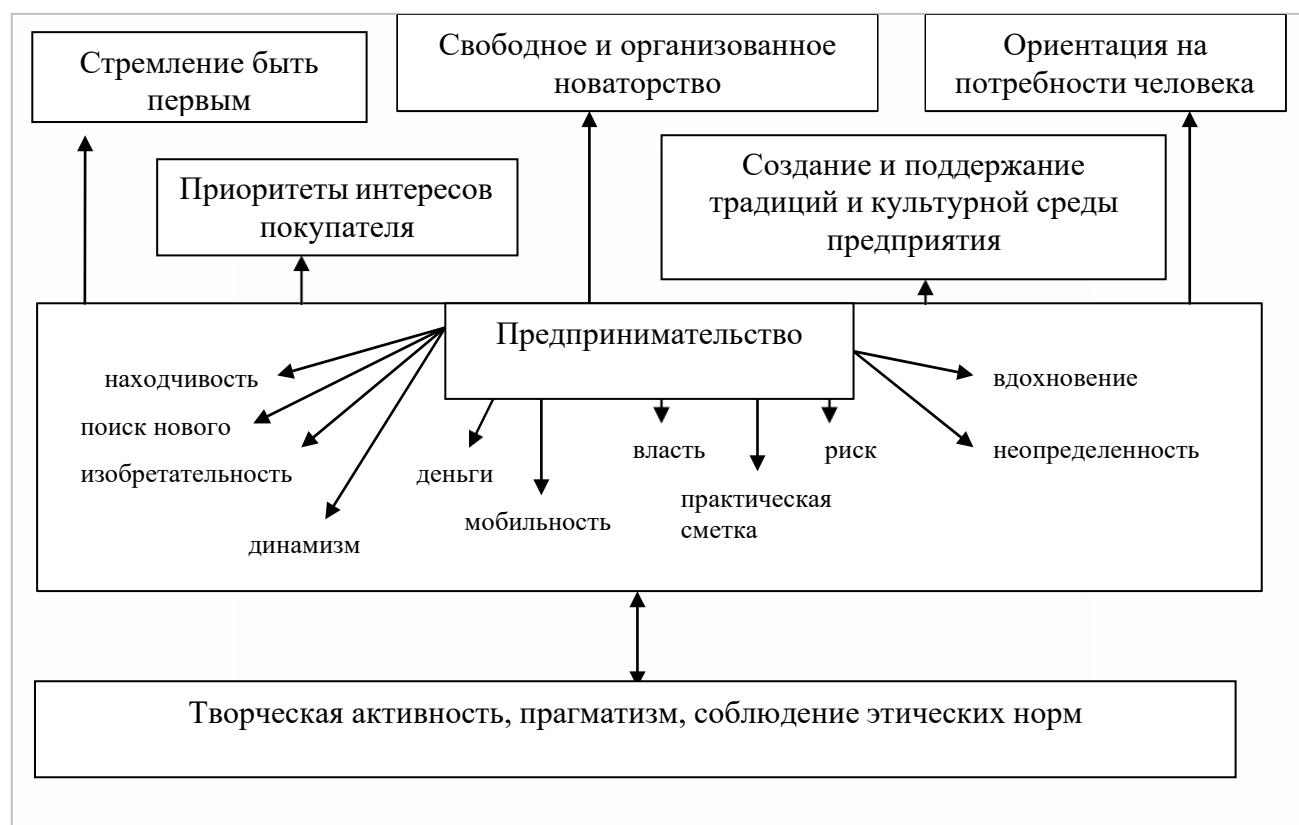 Стремление быть
первым
Свободное и организованное
новаторство
Ориентация на
потребности человека
Приоритеты интересов
покупателя
Создание и поддержание
традиций и культурной среды
предприятия
Предпринимательство
находчивость
поиск нового
изобретательность
динамизм
деньги
мобильность
власть
практическая
сметка
риск
вдохновение
неопределенность
Творческая активность, прагматизм, соблюдение этических норм